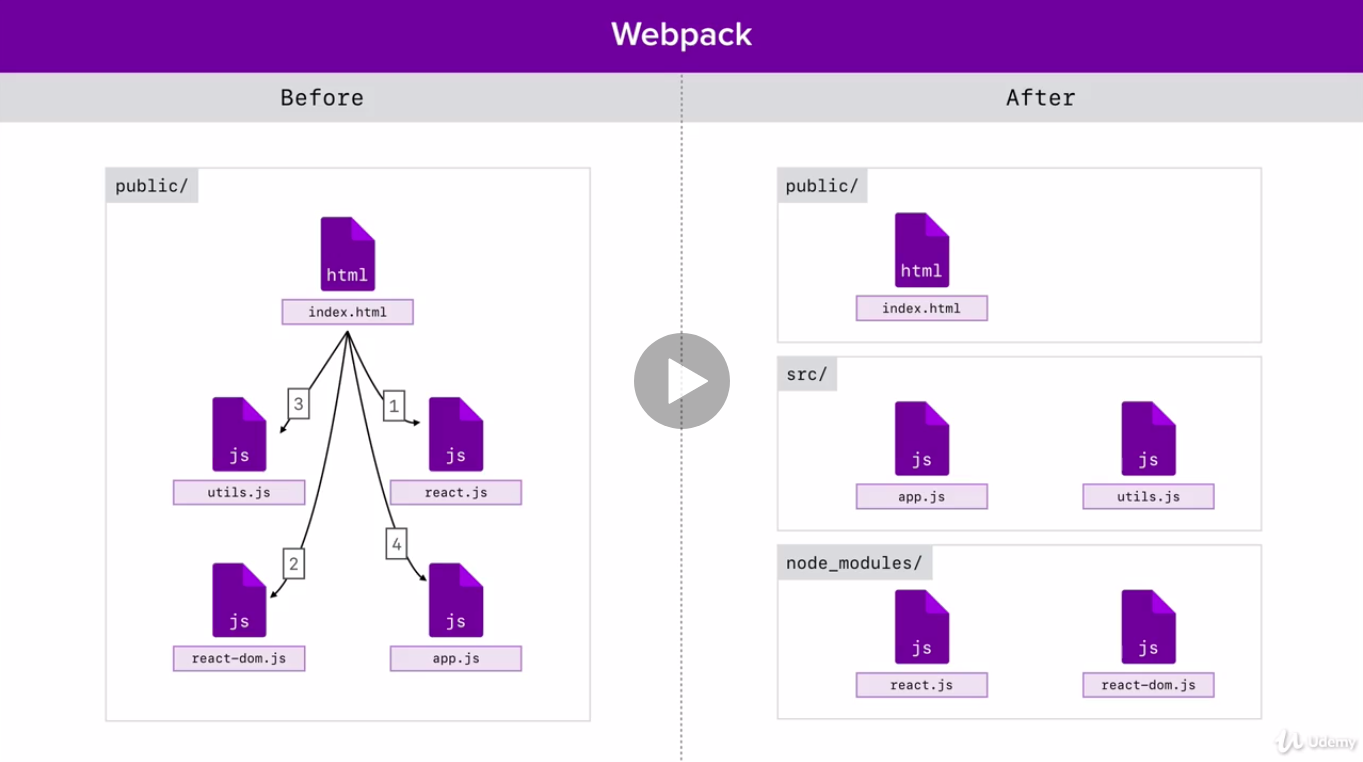 Webpack
Before
After
public/
html
index.html
3
1
js
utils.js
js
react.js
2
4
js
react-dom.js
js
app.js
public/
html
index.html
src/
js
app.js
js
utils.js
node_modules/
js
react.js
js
react-dom.js
Udemy